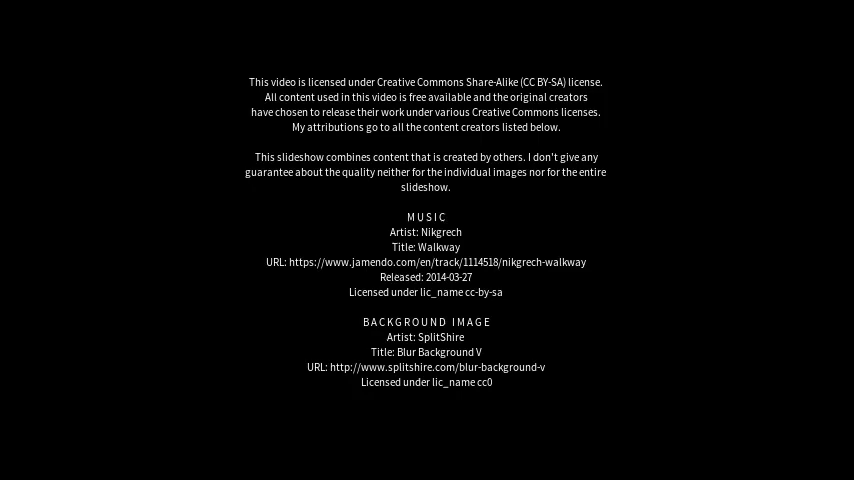 This video is licensed under Creative Commons Share-Alike (CC BY-SA) license.
All content used in this video is free available and the original creators
have chosen to release their work under various Creative Commons licenses.
My attributions go to all the content creators listed below.
This slideshow combines content that is created by others. I don't give any
guarantee about the quality neither for the individual images nor for the entire
slideshow.
MUSIC
Artist: Nikgrech
Title: Walkway
URL: https://www.jamendo.com/en/track/1114518/nikgrech-walkway
Released: 2014-03-27
Licensed under lic_name cc-by-sa
BACKGROUND IMAGE
Artist: SplitShire
Title: Blur Background V
URL: http://www.splitshire.com/blur-background-v
Licensed under lic_name cc0